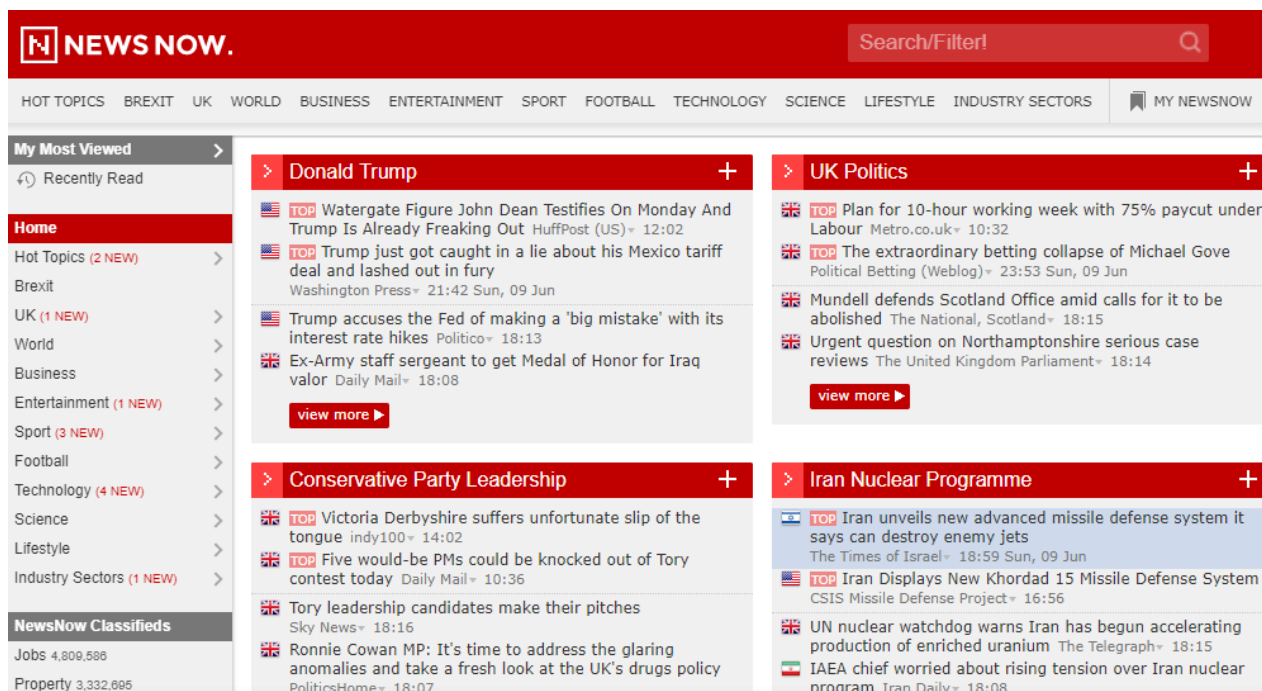 NEWS NOW.
Search/Filter!
HOT TOPICS BREXIT UK WORLD BUSINESS ENTERTAINMENT SPORT FOOTBALL TECHNOLOGY SCIENCE LIFESTYLE INDUSTRY SECTORS MY NEWSNOW
My Most Viewed
Recently Read
Home
Hot Topics (2 NEW)
Brexit
UK (1 NEW)
World
Business
Entertainment (1 NEW)
Sport (3 NEW)
Football
Technology (4 NEW)
Science
Lifestyle
Industry Sectors (1 NEW)
NewsNow Classifieds
Jobs 4,809,586
Property 3,332,695
Donald Trump
TOP Watergate Figure John Dean Testifies On Monday And
Trump Is Already Freaking Out HuffPost (US) 12:02
TOP Trump just got caught in a lie about his Mexico tariff
deal and lashed out in fury
Washington Press 21:42 Sun, 09 Jun
Trump accuses the Fed of making a 'big mistake' with its
interest rate hikes Politico 18:13
Ex-Army staff sergeant to get Medal of Honor for Iraq
valor Daily Mail 18:08
view more
UK Politics
TOP Plan for 10-hour working week with 75% paycut under
Labour Metro.co.uk 10:32
TOP The extraordinary betting collapse of Michael Gove
Political Betting (Weblog) 23:53 Sun, 09 Jun
Mundell defends Scotland Office amid calls for it to be
abolished The National, Scotland 18:15
Urgent question on Northamptonshire serious case
reviews The United Kingdom Parliament 18:14
view more
Conservative Party Leadership
TOP Victoria Derbyshire suffers unfortunate slip of the
tongue indy100 14:02
TOP Five would-be PMs could be knocked out of Tory
contest today Daily Mail 10:36
Tory leadership candidates make their pitches
Sky News 18:16
Ronnie Cowan MP: It's time to address the glaring
anomalies and take a fresh look at the UK's drugs policy
PoliticsHome 18:07
Iran Nuclear Programme
TOP Iran unveils new advanced missile defense system it
says can destroy enemy jets
The Times of Israel 18:59 Sun, 09 Jun
TOP Iran Displays New Khordad 15 Missile Defense System
CSIS Missile Defense Project 16:56
UN nuclear watchdog warns Iran has begun accelerating
production of enriched uranium The Telegraph 18:15
IAEA chief worried about rising tension over Iran nuclear
program Iran Daily 18:08